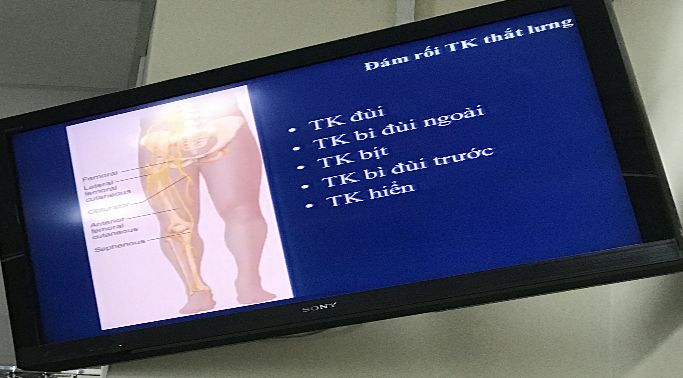 Đám rối TK thắt lưng
• TK đùi
• TK bì đùi ngoài
• TK bịt
• TK bì đùi trước
• TK hiển
Femoral
Lateral
femoral
cutaneous
Obturator
Anterior
femoral
cutaneous
Saphenous
SONY